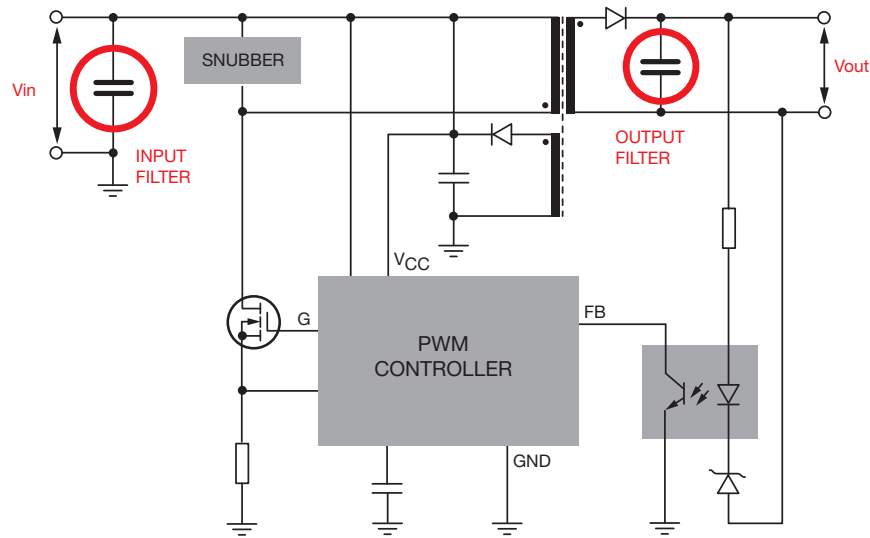 SNUBBER
Vin
Vout
INPUT
FILTER
OUTPUT
FILTER
VCC
G
FB
PWM
CONTROLLER
GND